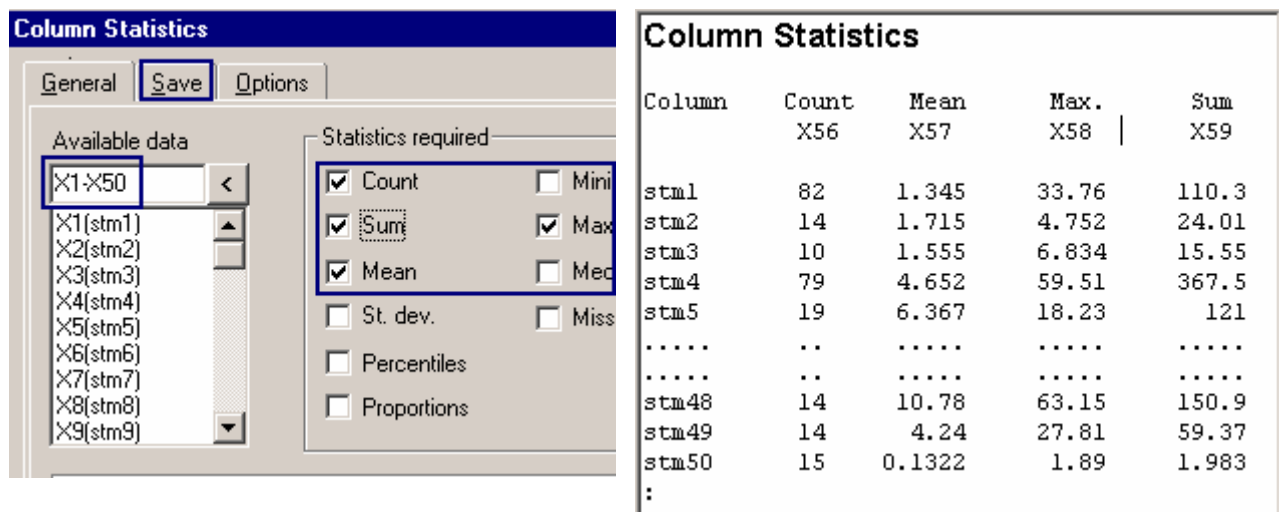 Column Statistics
General Save Options
Available data
X1-X50 <
X1(stm1)
X2(stm2)
X3(stm3)
X4(stm4)
X5(stm5)
X6(stm6)
X7(stm7)
X8(stm8)
X9(stm9)
Statistics required
Count Mini
Sum Max
Mean Med
St. dev. Miss
Percentiles
Proportions
Column Statistics
Column Count Mean Max. Sum
X56 X57 X58 X59
stm1 82 1.345 33.76 110.3
stm2 14 1.715 4.752 24.01
stm3 10 1.555 6.834 15.55
stm4 79 4.652 59.51 367.5
stm5 19 6.367 18.23 121
..... .. ..... ..... .....
..... .. ..... ..... .....
stm48 14 10.78 63.15 150.9
stm49 14 4.24 27.81 59.37
stm50 15 0.1322 1.89 1.983
: